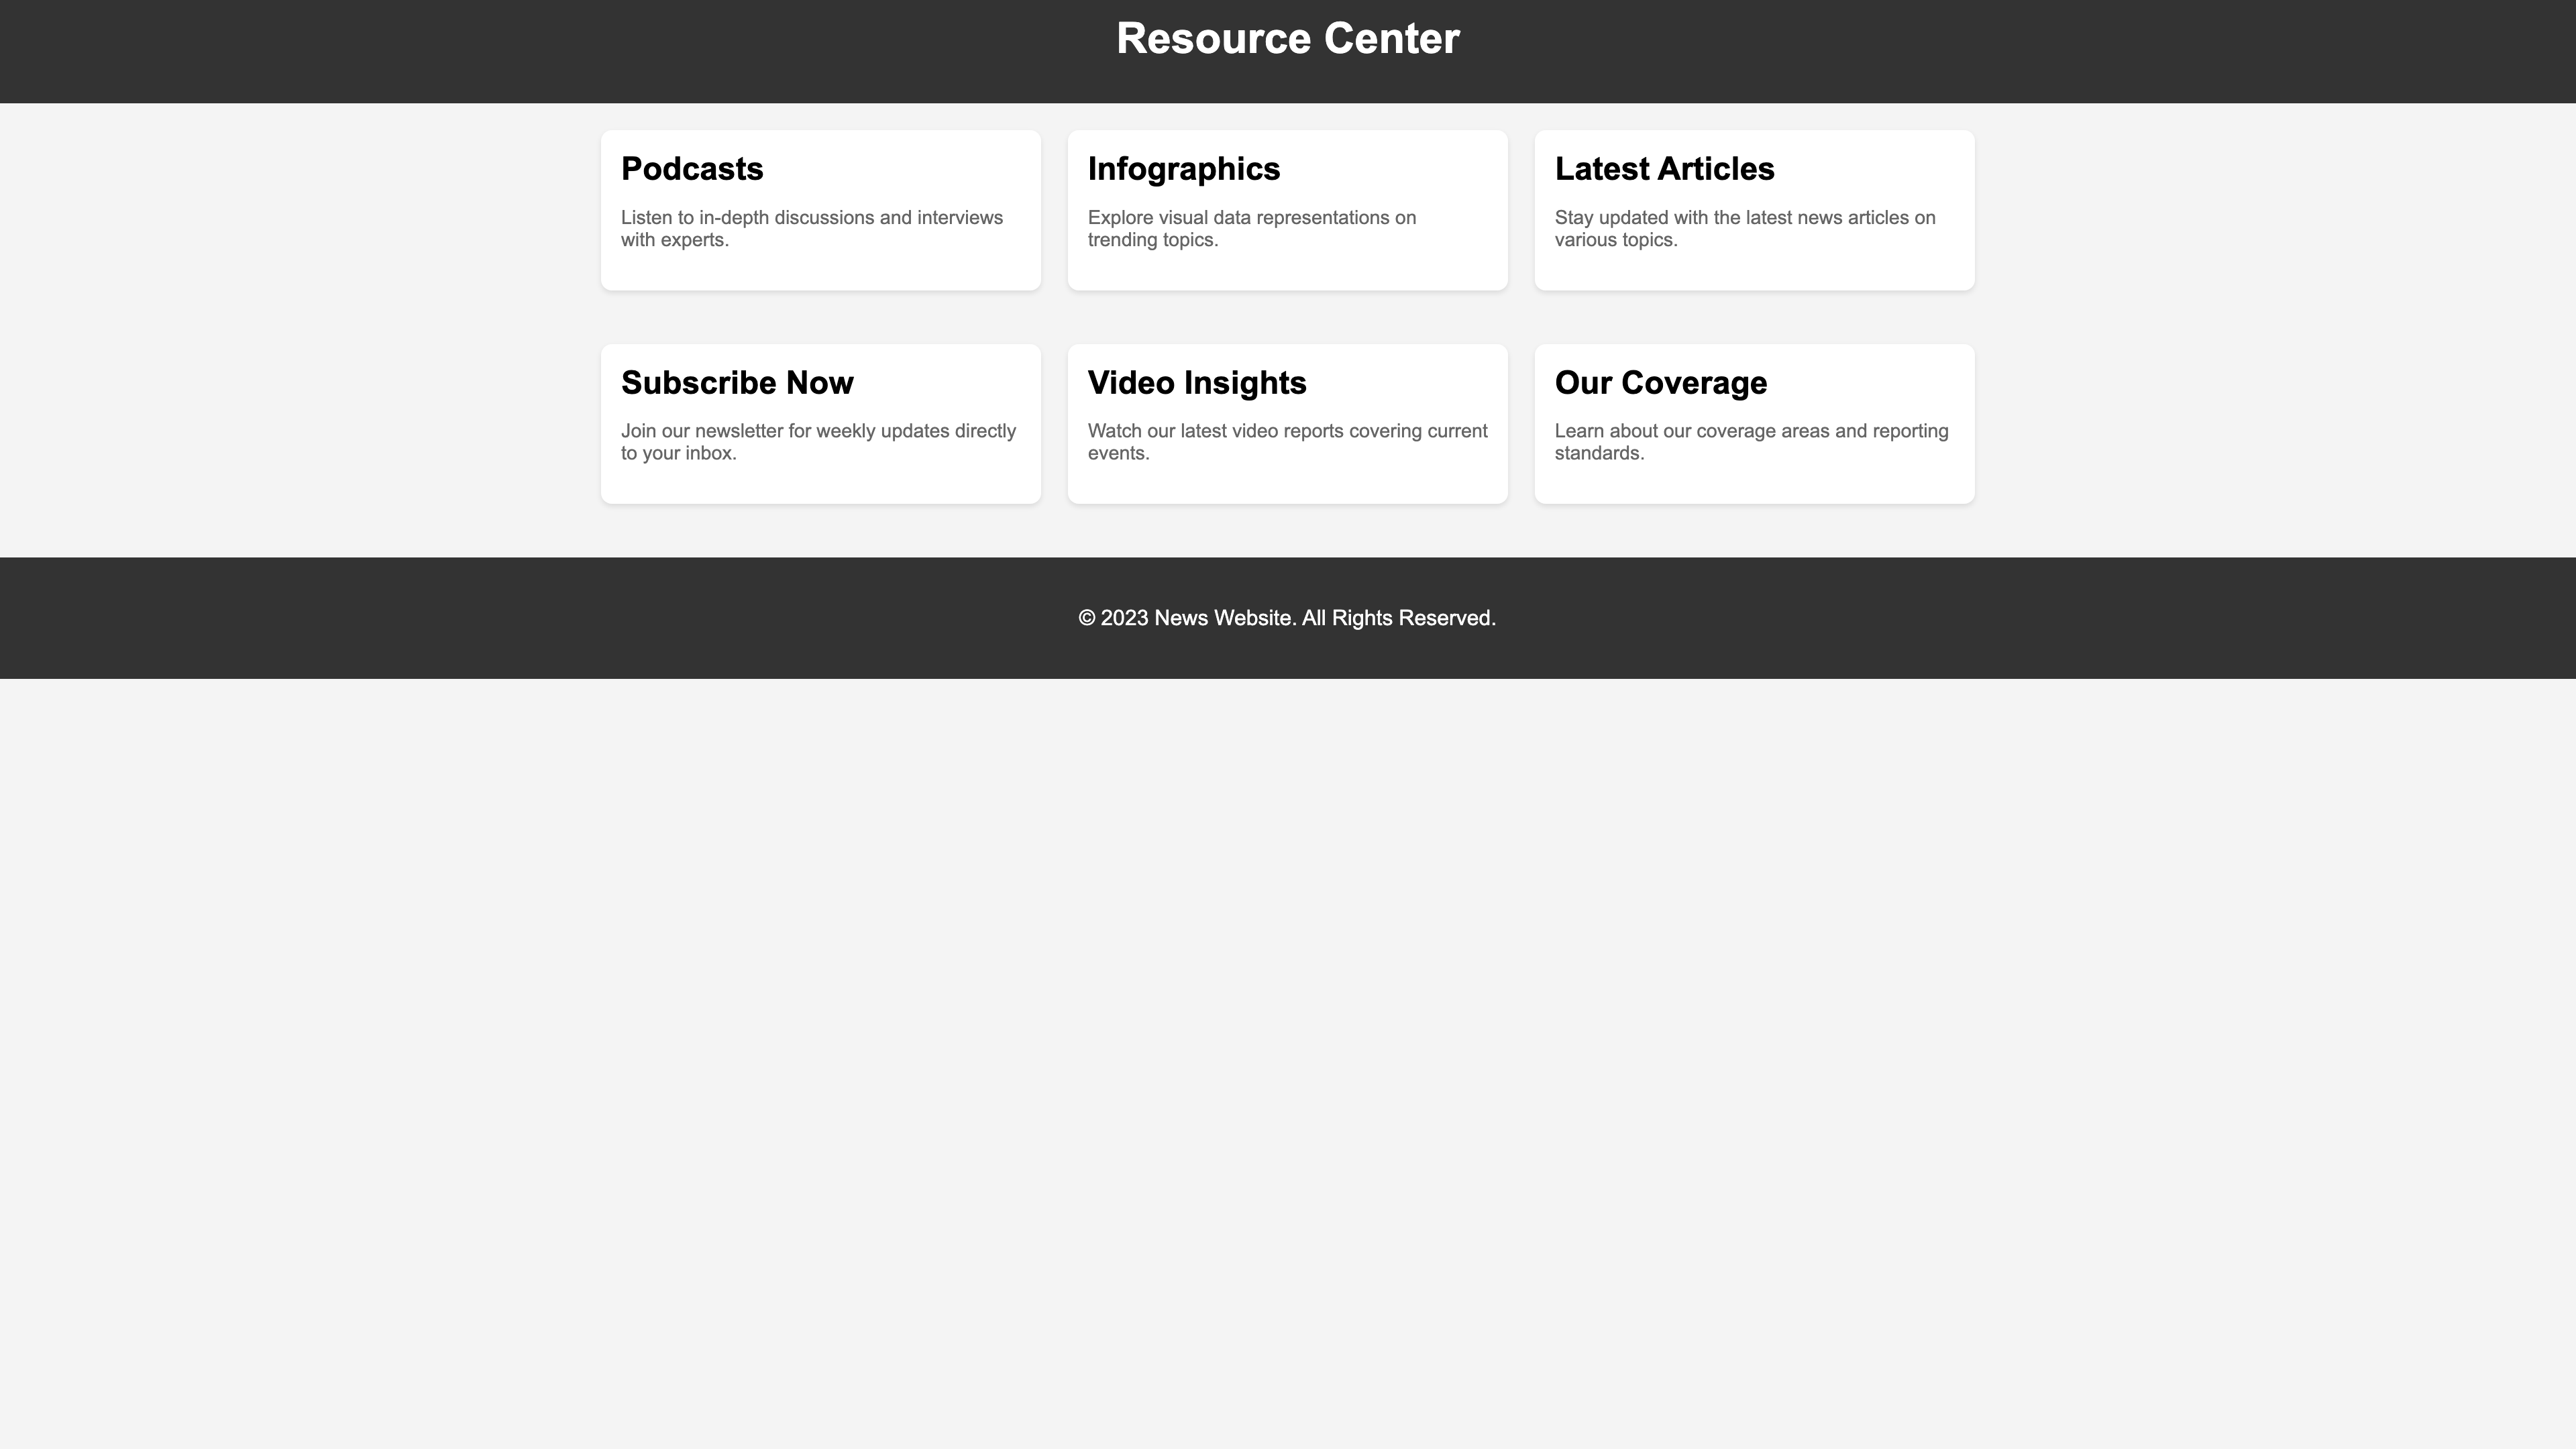 Resource Center
Podcasts
Listen to in-depth discussions and interviews
with experts.
Infographics
Explore visual data representations on
trending topics.
Latest Articles
Stay updated with the latest news articles on
various topics.
Subscribe Now
Join our newsletter for weekly updates directly
to your inbox.
Video Insights
Watch our latest video reports covering current
events.
Our Coverage
Learn about our coverage areas and reporting
standards.
© 2023 News Website. All Rights Reserved.